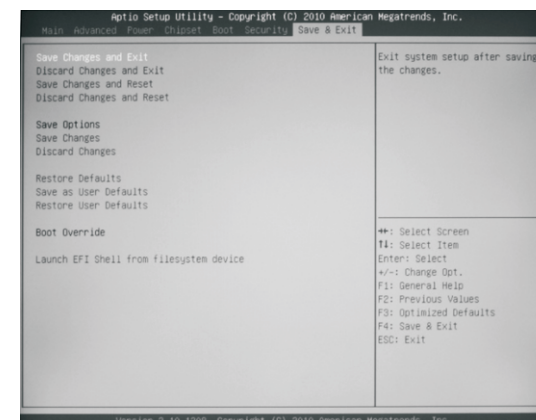 Aptio Setup Utility - Copyright (C) 2010 American Megatrends, Inc.
Main Advanced Power Chipset Boot Security Save & Exit
Save Changes and Exit
Discard Changes and Exit
Save Changes and Reset
Discard Changes and Reset
Save Options
Save Changes
Discard Changes
Restore Defaults
Save as User Defaults
Restore User Defaults
Boot Override
Launch EFI Shell from filesystem device
Exit system setup after saving
the changes.
→←: Select Screen
↑↓: Select Item
Enter: Select
+/-: Change Opt.
F1: General Help
F2: Previous Values
F3: Optimized Defaults
F4: Save & Exit
ESC: Exit
Copyright (C) 2010 American Megatrends, Inc.